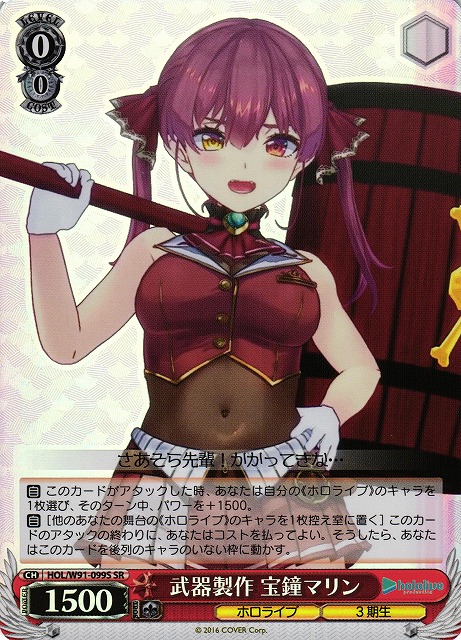 LEVEL
0
0
COST
さあそら先輩!かかってきな…
自 このカードがアタックした時、あなたは自分の《ホロライブ》のキャラを
1枚選び、そのターン中、パワーを+1500。
自 [他のあなたの舞台の《ホロライブ》のキャラを1枚控え室に置く] このカード
のアタックの終わりに、あなたはコストを払ってよい。そうしたら、あなた
はこのカードを後列のキャラのいない枠に動かす。
CH HOL/W91-099S SR
武器製作 宝鐘マリン
hololive
production
POWER
1500
SOUL
ホロライブ
3期生
© 2016 COVER Corp.